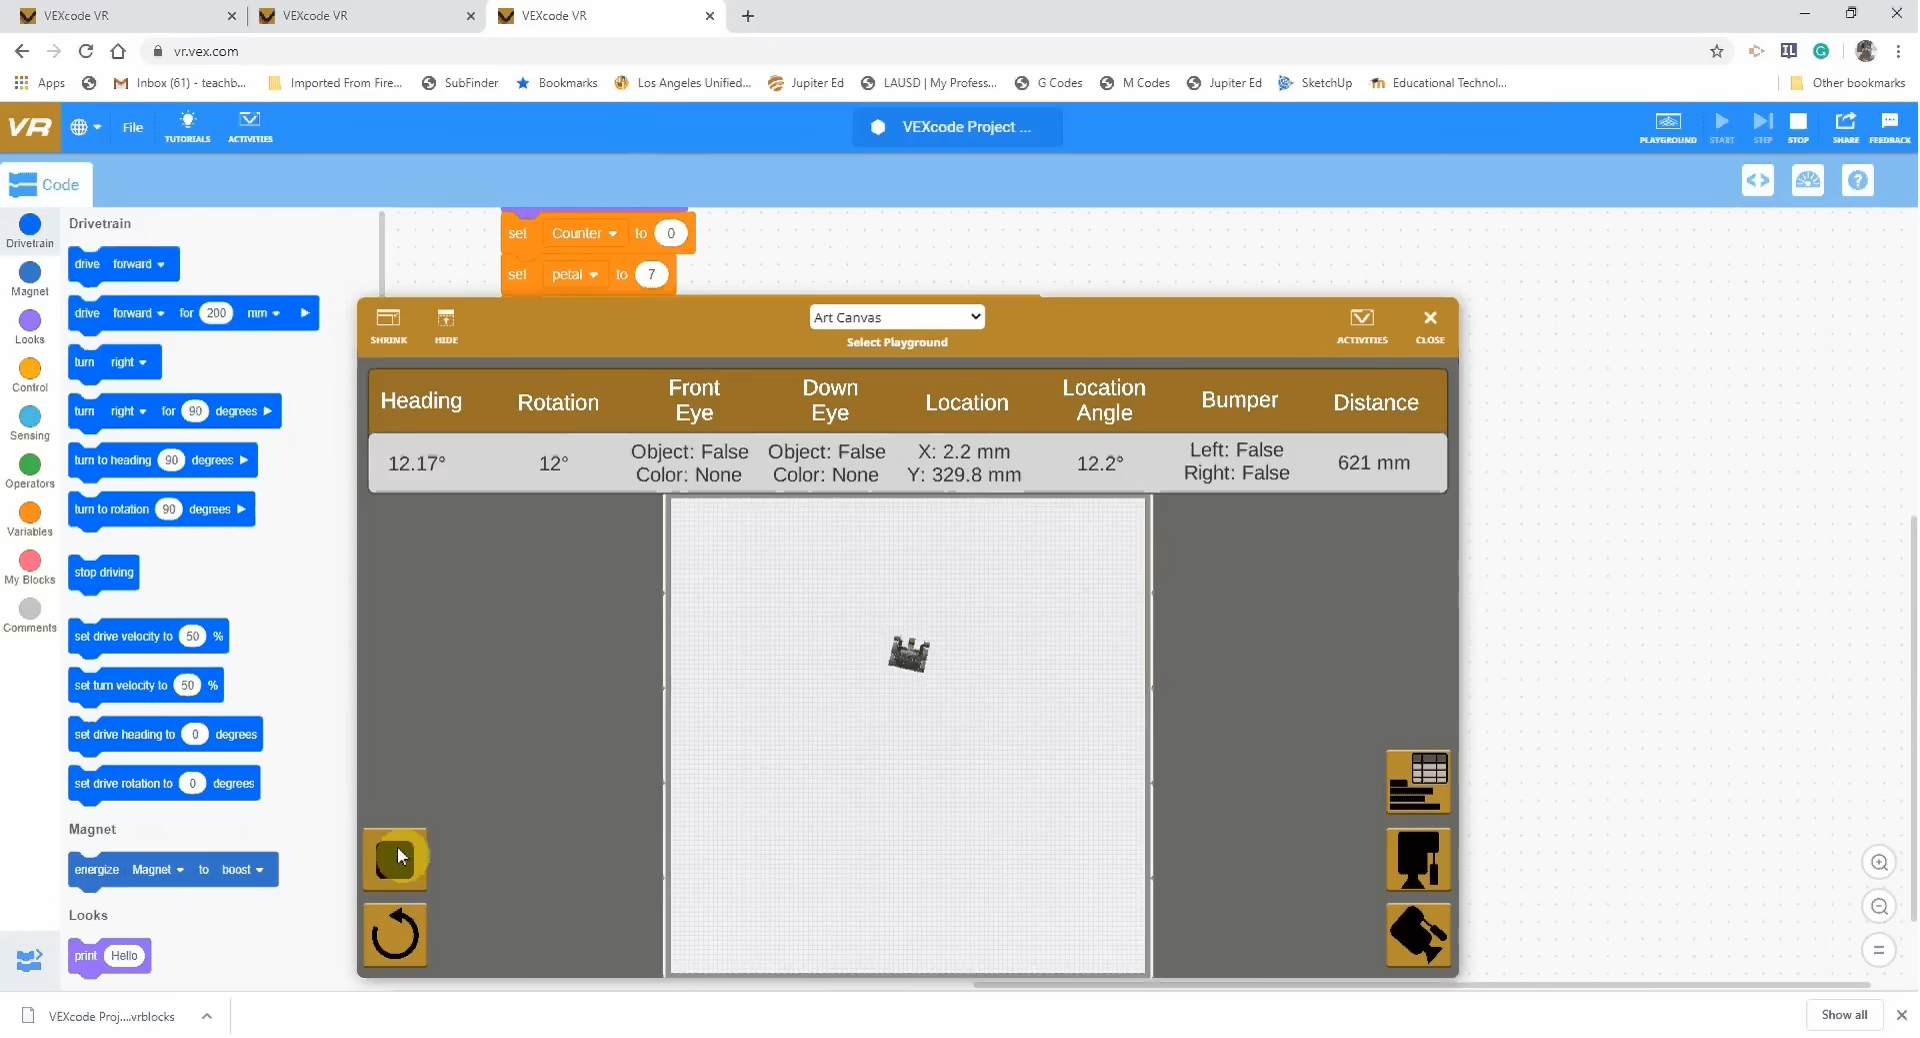 VEXcode VR
VEXcode VR
VEXcode VR
vr.vex.com
IL
G
Apps
Inbox (61) - teachb...
Imported From Fire...
SubFinder
Bookmarks
Los Angeles Unified...
Jupiter Ed
LAUSD | My Profess...
G Codes
M Codes
Jupiter Ed
SketchUp
Educational Technol...
Other bookmarks
VR
File
TUTORIALS
ACTIVITIES
VEXcode Project ...
PLAYGROUND
START
STEP
STOP
SHARE
FEEDBACK
Code
Drivetrain
Magnet
Looks
Control
Sensing
Operators
Variables
My Blocks
Comments
Drivetrain
drive forward
drive forward for 200 mm
turn right
turn right for 90 degrees
turn to heading 90 degrees
turn to rotation 90 degrees
stop driving
set drive velocity to 50 %
set turn velocity to 50 %
set drive heading to 0 degrees
set drive rotation to 0 degrees
Magnet
energize Magnet to boost
Looks
print Hello
set Counter to 0
set petal to 7
SHRINK
HIDE
Art Canvas
Select Playground
ACTIVITIES
CLOSE
Heading
Rotation
Front
Eye
Down
Eye
Location
Location
Angle
Bumper
Distance
12.17°
12°
Object: False
Color: None
Object: False
Color: None
X: 2.2 mm
Y: 329.8 mm
12.2°
Left: False
Right: False
621 mm
VEXcode Proj....vrblocks
Show all